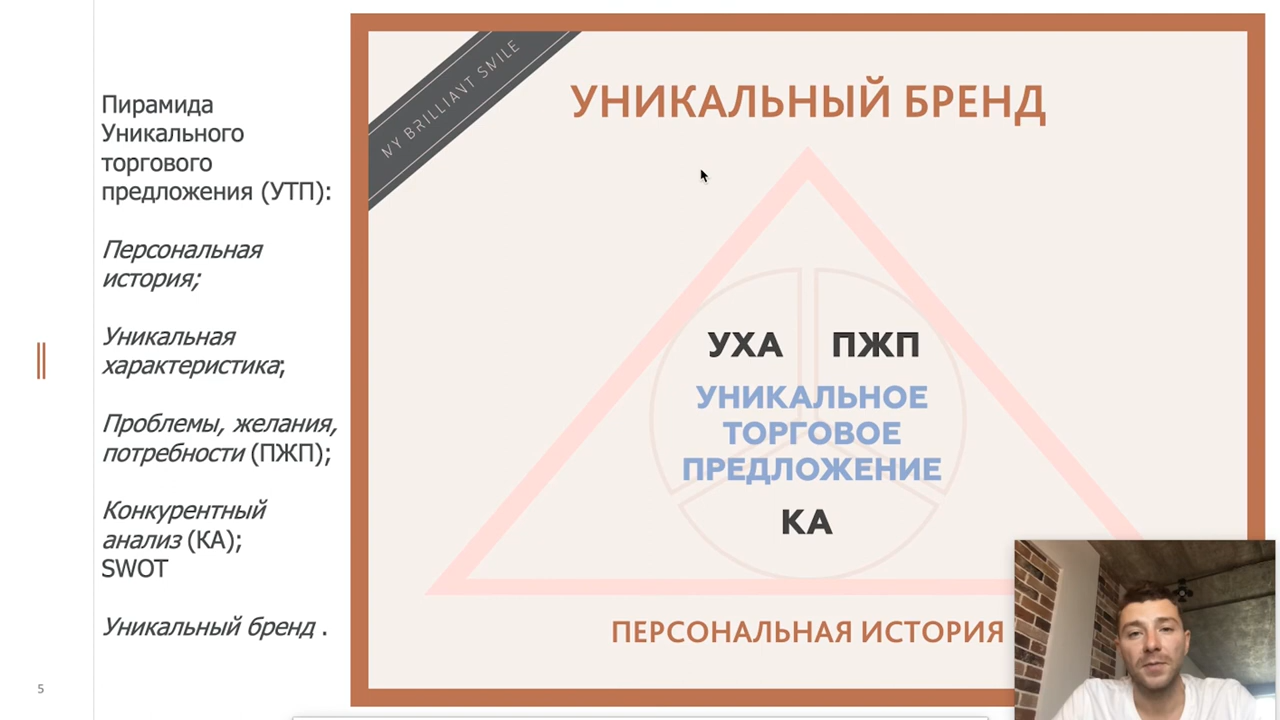 Пирамида
Уникального
торгового
предложения (УТП):
Персональная
история;
Уникальная
характеристика;
Проблемы, желания,
потребности (ПЖП);
Конкурентный
анализ (КА);
SWOT
Уникальный бренд .
5
MY BRILLIANT SMILE
УНИКАЛЬНЫЙ БРЕНД
УХА ПЖП
УНИКАЛЬНОЕ
ТОРГОВОЕ
ПРЕДЛОЖЕНИЕ
КА
ПЕРСОНАЛЬНАЯ ИСТОРИЯ